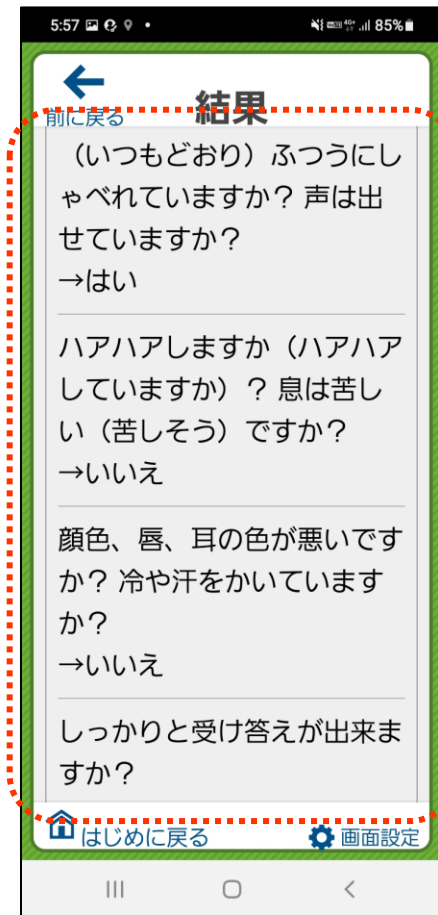 5:57 85%
前に戻る
結果
（いつもどおり）ふつうにし
ゃべれていますか？ 声は出
せていますか？
→はい
ハアハアしますか（ハアハア
していますか）？ 息は苦し
い（苦しそう）ですか？
→いいえ
顔色、唇、耳の色が悪いです
か？ 冷や汗をかいています
か？
→いいえ
しっかりと受け答えが出来ま
すか？
はじめに戻る 画面設定